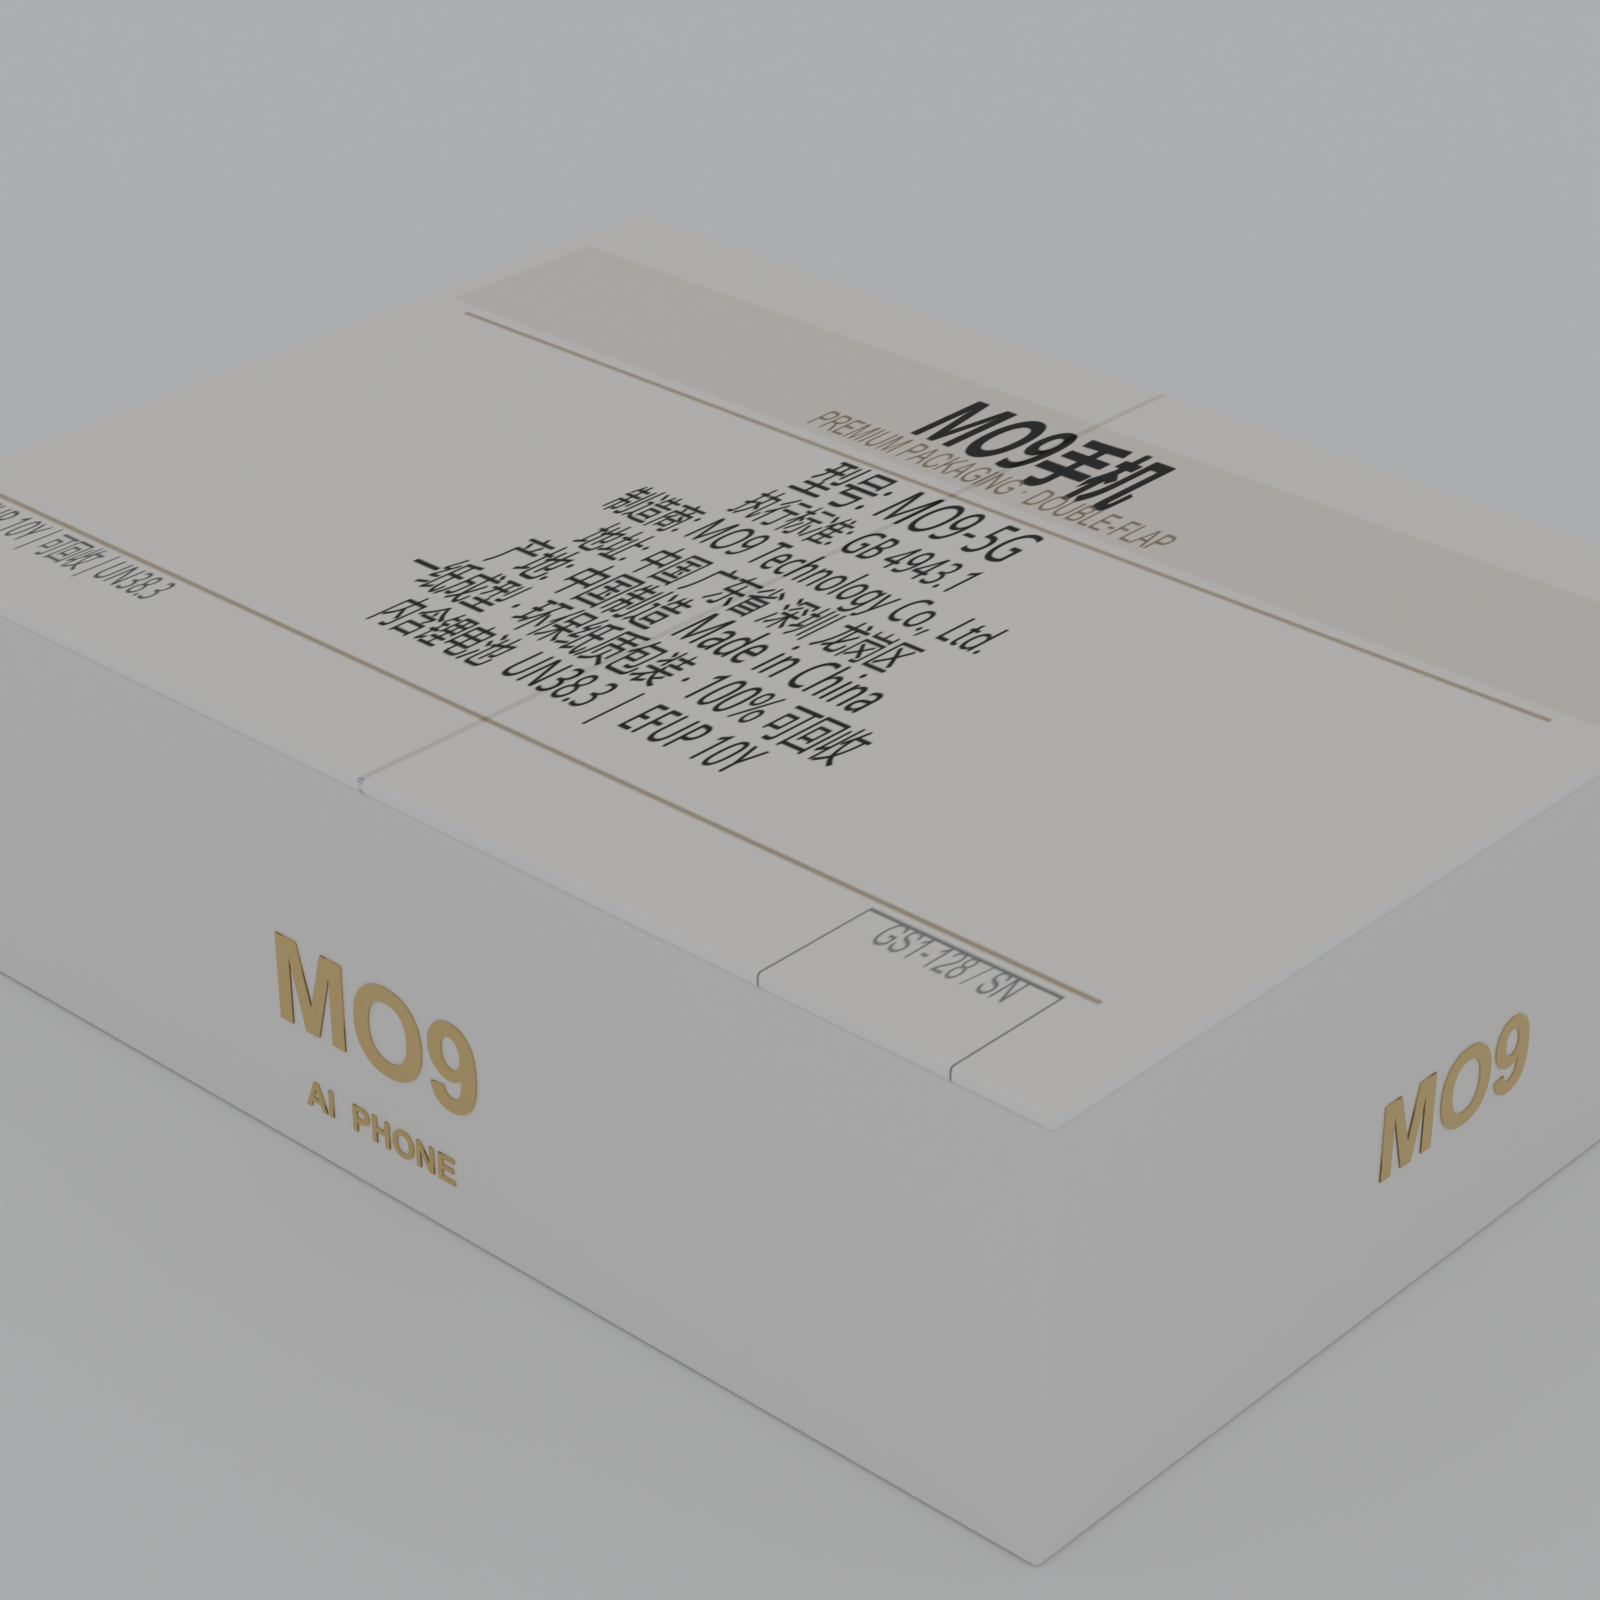 MO9手机
PREMIUM PACKAGING · DOUBLE-FLAP
型号: MO9-5G
执行标准: GB 4943.1
制造商: MO9 Technology Co., Ltd.
地址: 中国 广东省 深圳 龙岗区
产地: 中国制造 Made in China
一纸成型 · 环保纸质包装 · 100% 可回收
内含锂电池 UN38.3 | EFUP 10Y
10Y | 可回收 | UN38.3
GS1-128 / SN
MO9
AI PHONE
MO9